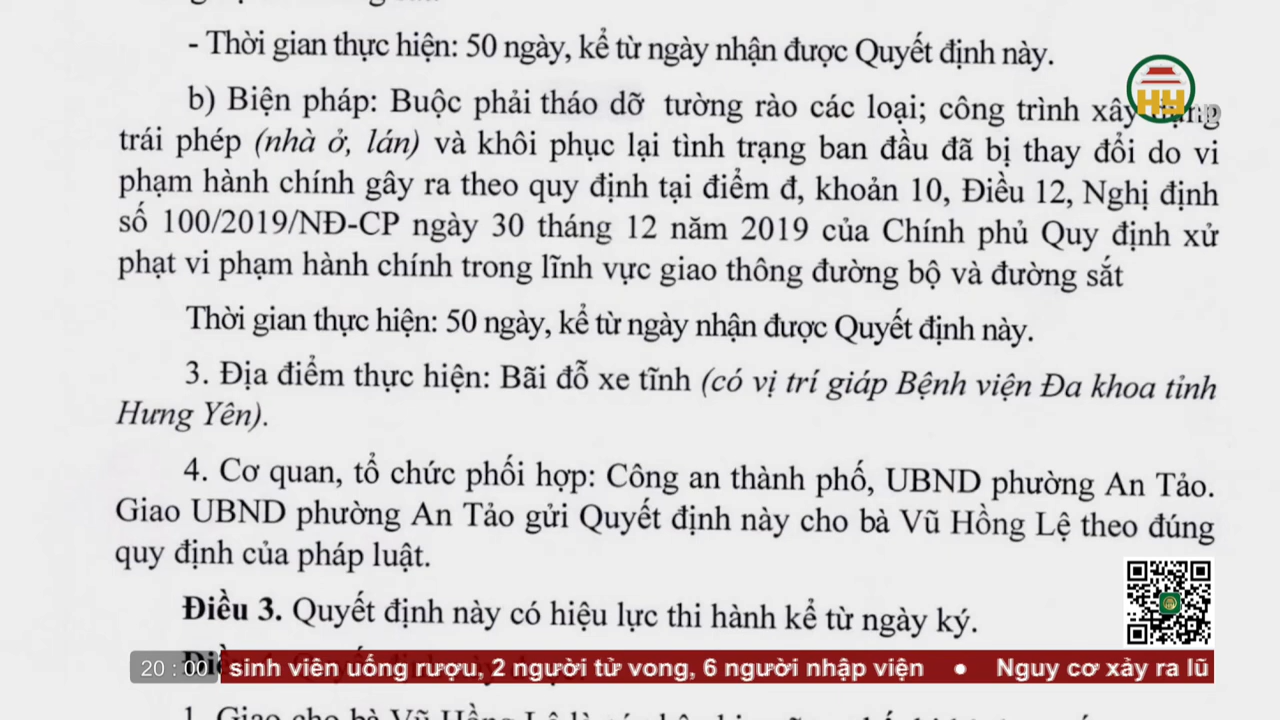 - Thời gian thực hiện: 50 ngày, kể từ ngày nhận được Quyết định này.
b) Biện pháp: Buộc phải tháo dỡ tường rào các loại; công trình xây dựng
trái phép (nhà ở, lán) và khôi phục lại tình trạng ban đầu đã bị thay đổi do vi
phạm hành chính gây ra theo quy định tại điểm đ, khoản 10, Điều 12, Nghị định
số 100/2019/NĐ-CP ngày 30 tháng 12 năm 2019 của Chính phủ Quy định xử
phạt vi phạm hành chính trong lĩnh vực giao thông đường bộ và đường sắt
Thời gian thực hiện: 50 ngày, kể từ ngày nhận được Quyết định này.
3. Địa điểm thực hiện: Bãi đỗ xe tĩnh (có vị trí giáp Bệnh viện Đa khoa tỉnh
Hưng Yên).
4. Cơ quan, tổ chức phối hợp: Công an thành phố, UBND phường An Tảo.
Giao UBND phường An Tảo gửi Quyết định này cho bà Vũ Hồng Lệ theo đúng
quy định của pháp luật.
Điều 3. Quyết định này có hiệu lực thi hành kể từ ngày ký.
20 : 00 sinh viên uống rượu, 2 người tử vong, 6 người nhập viện • Nguy cơ xảy ra lũ
1. Giao cho bà Vũ Hồng Lệ là
HY